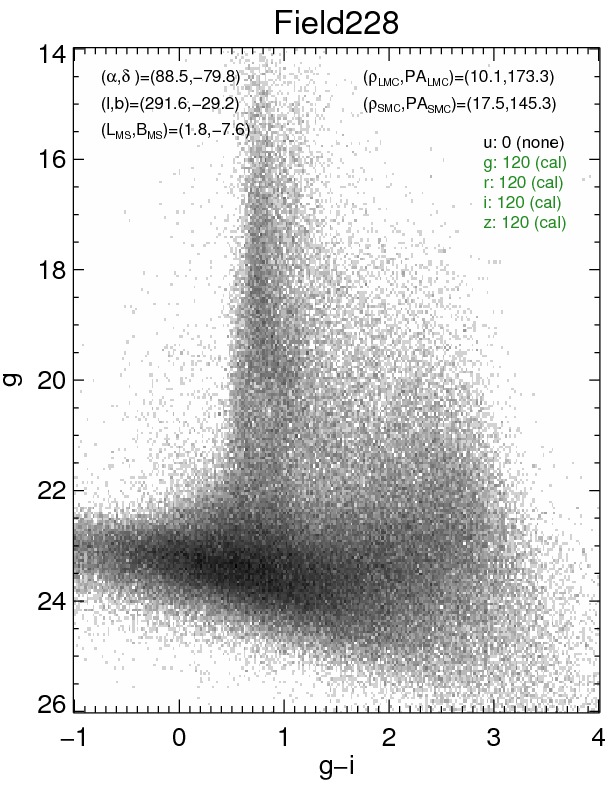 Field228
(α,δ )=(88.5,−79.8)
(ρLMC,PALMC)=(10.1,173.3)
(l,b)=(291.6,−29.2)
(ρSMC,PASMC)=(17.5,145.3)
(LMS,BMS)=(1.8,−7.6)
u: 0 (none)
g: 120 (cal)
r: 120 (cal)
i: 120 (cal)
z: 120 (cal)
14
16
18
20
22
24
26
g
−1 0 1 2 3 4
g−i